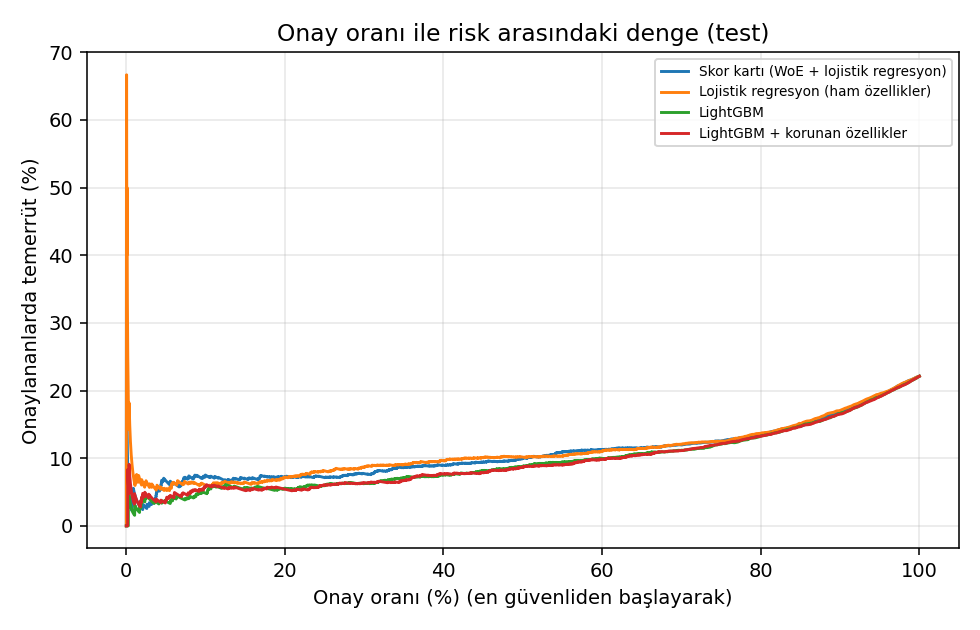 Onay oranı ile risk arasındaki denge (test)
Skor kartı (WoE + lojistik regresyon)
Lojistik regresyon (ham özellikler)
LightGBM
LightGBM + korunan özellikler
Onaylananlarda temerrüt (%)
70
60
50
40
30
20
10
0
0 20 40 60 80 100
Onay oranı (%) (en güvenliden başlayarak)